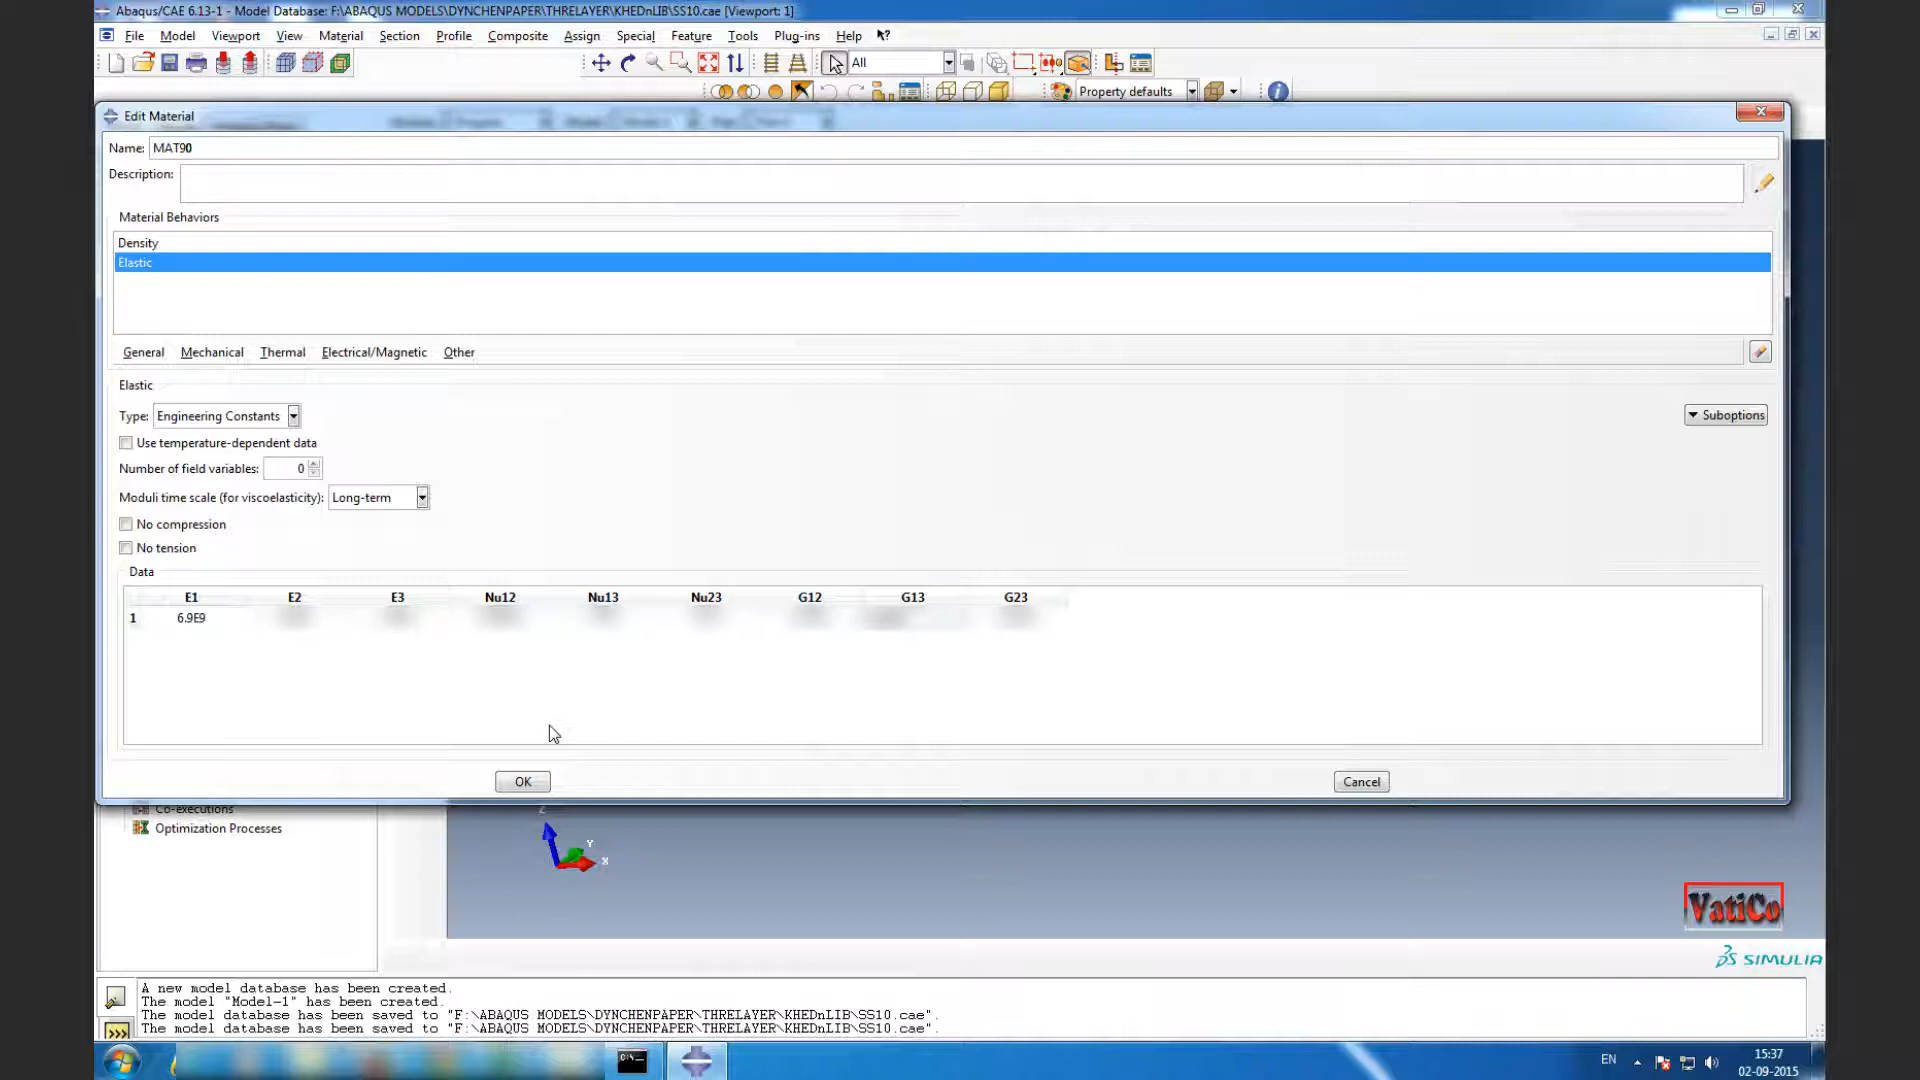 Abaqus/CAE 6.13-1 - Model Database: F:\ABAQUS MODELS\DYNCHENPAPER\THRELAYER\KHEDnLIB\SS10.cae [Viewport: 1]
File Model Viewport View Material Section Profile Composite Assign Special Feature Tools Plug-ins Help
All
Property defaults
Edit Material
Name: MAT90
Description:
Material Behaviors
Density
Elastic
General Mechanical Thermal Electrical/Magnetic Other
Elastic
Type: Engineering Constants
Suboptions
Use temperature-dependent data
Number of field variables: 0
Moduli time scale (for viscoelasticity): Long-term
No compression
No tension
Data
E1 E2 E3 Nu12 Nu13 Nu23 G12 G13 G23
1 6.9E9
OK Cancel
Co-executions
Optimization Processes
Z
Y
X
VatiCo
SIMULIA
A new model database has been created.
The model "Model-1" has been created.
The model database has been saved to "F:\ABAQUS MODELS\DYNCHENPAPER\THRELAYER\KHEDnLIB\SS10.cae".
The model database has been saved to "F:\ABAQUS MODELS\DYNCHENPAPER\THRELAYER\KHEDnLIB\SS10.cae".
>>>
EN
15:37
02-09-2015